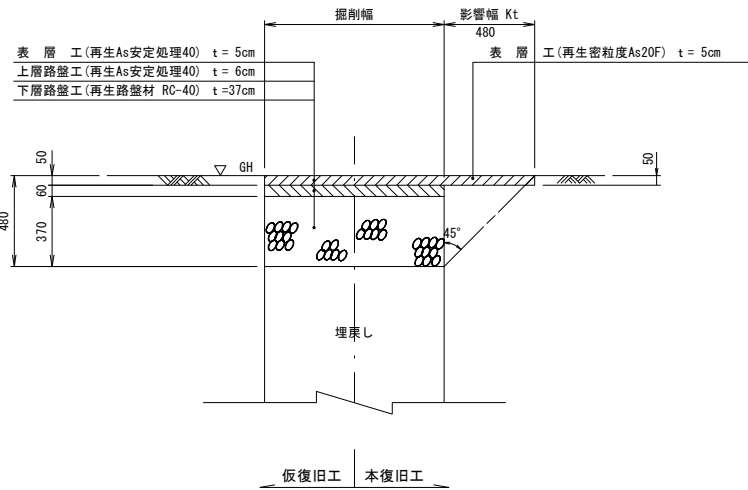 掘削幅
影響幅 Kt
480
表 層 工(再生As安定処理40) t = 5cm
上層路盤工(再生As安定処理40) t = 6cm
下層路盤工(再生路盤材 RC-40) t =37cm
表 層 工(再生密粒度As20F) t = 5cm
GH
50
60
370
480
50
45°
埋戻し
仮復旧工
本復旧工